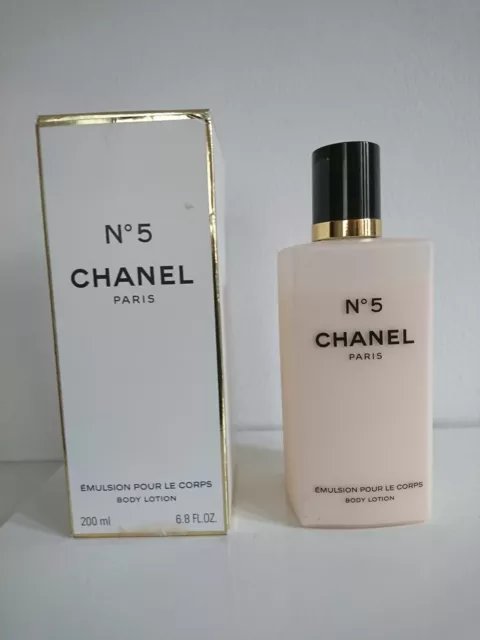 N°5
CHANEL
PARIS
ÉMULSION POUR LE CORPS
BODY LOTION
200 ml 6.8 FL.OZ.
N°5
CHANEL
PARIS
ÉMULSION POUR LE CORPS
BODY LOTION